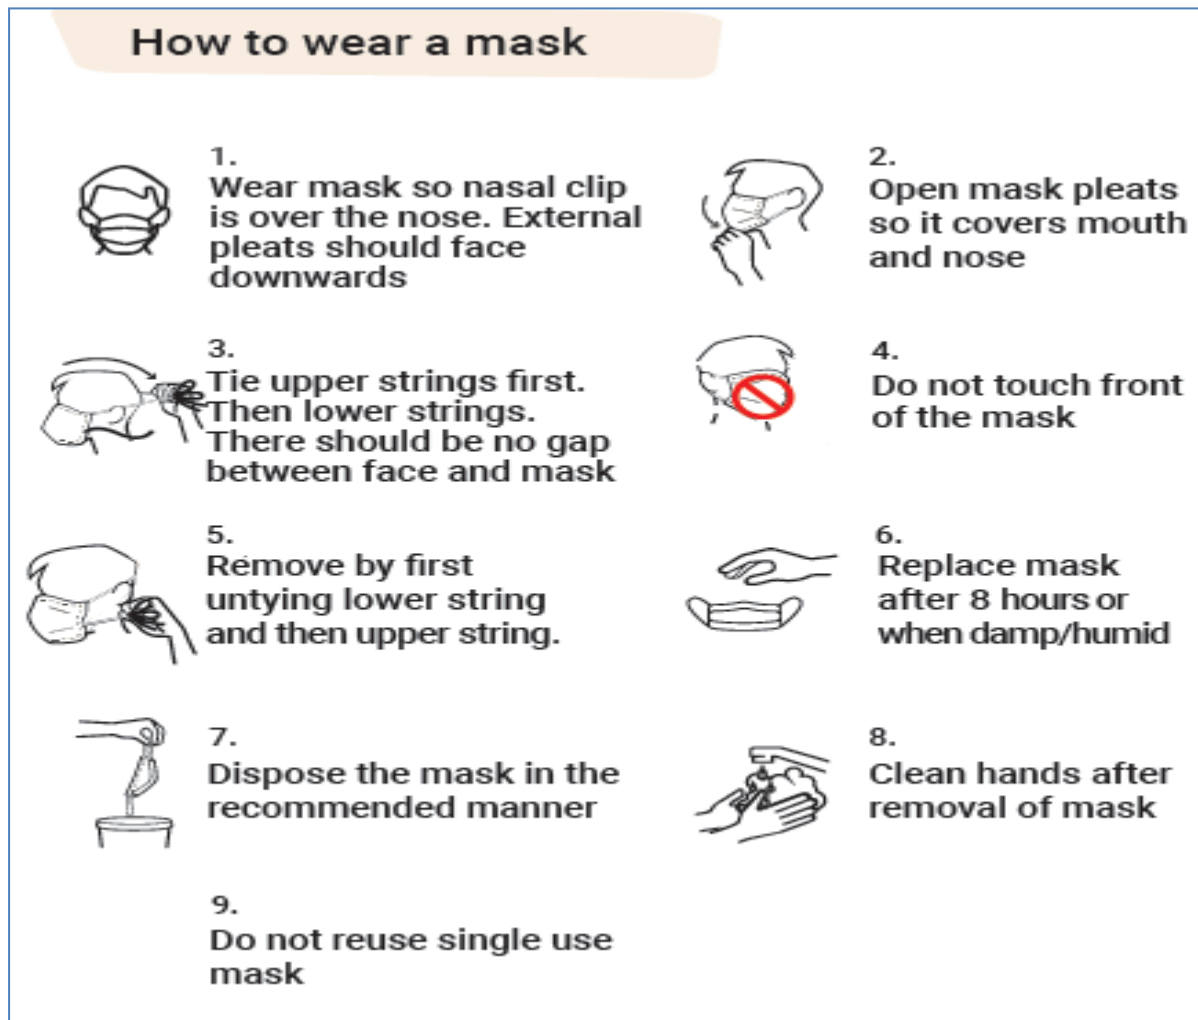 How to wear a mask
1.
Wear mask so nasal clip
is over the nose. External
pleats should face
downwards
2.
Open mask pleats
so it covers mouth
and nose
3.
Tie upper strings first.
Then lower strings.
There should be no gap
between face and mask
4.
Do not touch front
of the mask
5.
Remove by first
untying lower string
and then upper string.
6.
Replace mask
after 8 hours or
when damp/humid
7.
Dispose the mask in the
recommended manner
8.
Clean hands after
removal of mask
9.
Do not reuse single use
mask